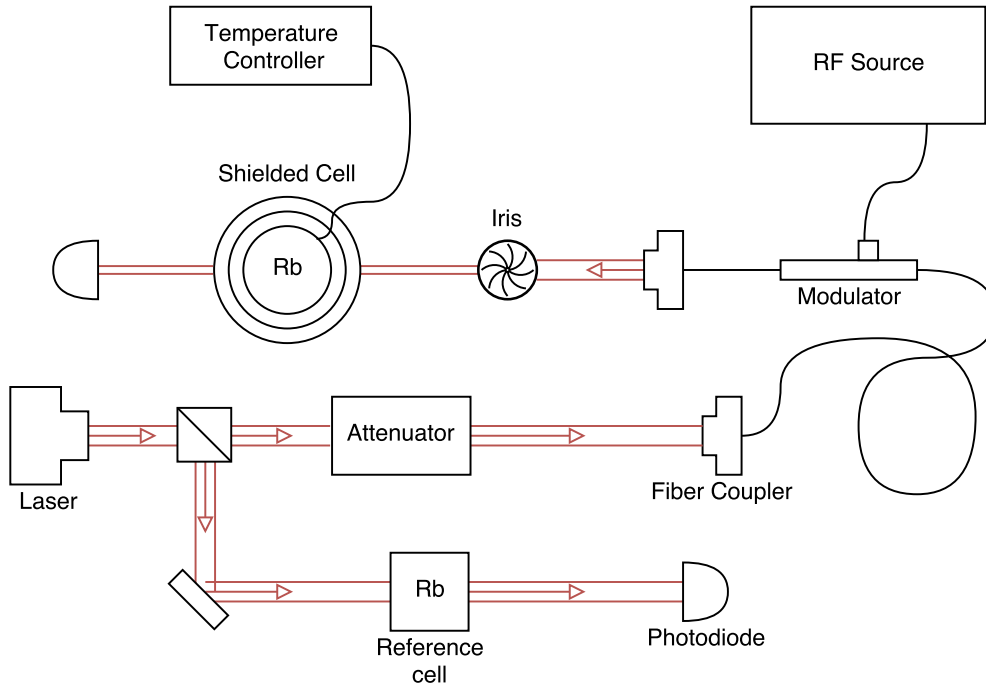 Temperature
Controller
RF Source
Shielded Cell
Iris
Rb
Modulator
Attenuator
Laser
Fiber Coupler
Rb
Reference
cell
Photodiode